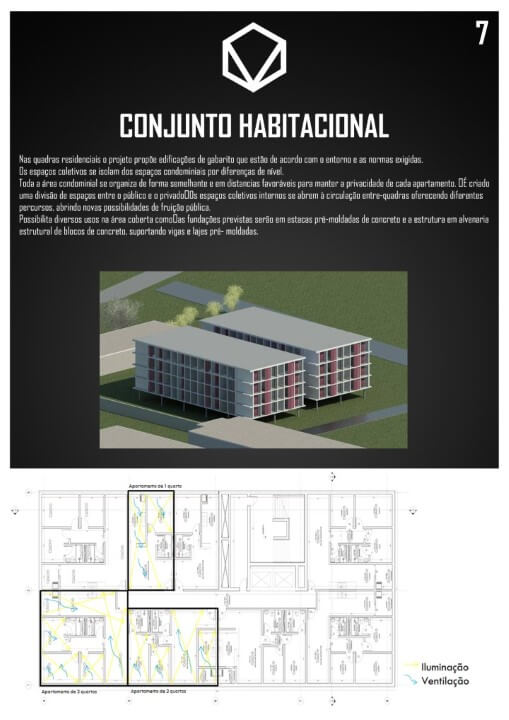 7
CONJUNTO HABITACIONAL
Nas quadras residenciais o projeto propõe edificações de gabarito que estão de acordo com o entorno e as normas exigidas.
Os espaços coletivos se isolam dos espaços condominiais por diferenças de nível.
Toda a área condominial se organiza de forma semelhante e em distancias favoráveis para manter a privacidade de cada apartamento. É criado
uma divisão de espaços entre o público e o privado Os espaços coletivos internos se abrem à circulação entre-quadras oferecendo diferentes
percursos, abrindo novas possibilidades de fruição pública.
Possibilita diversos usos na área coberta como as fundações previstas serão em estacas pré-moldadas de concreto e a estrutura em alvenaria
estrutural de blocos de concreto, suportando vigas e lajes pré- moldadas.
Apartamento de 1 quarto
Iluminação
Ventilação
Apartamento de 3 quartos
Apartamento de 2 quartos